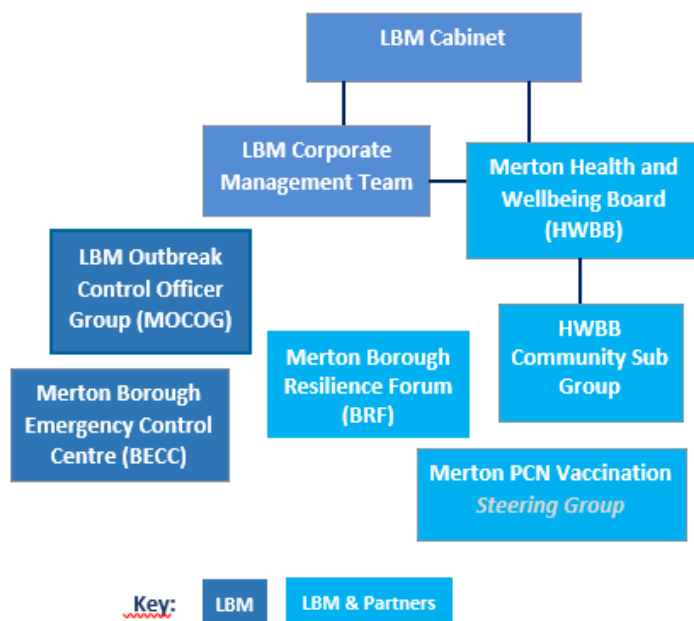 LBM Cabinet
LBM Corporate
Management Team
Merton Health and
Wellbeing Board
(HWBB)
LBM Outbreak
Control Officer
Group (MOCOG)
HWBB
Community Sub
Group
Merton Borough
Resilience Forum
(BRF)
Merton Borough
Emergency Control
Centre (BECC)
Merton PCN Vaccination
Steering Group
Key: LBM LBM & Partners